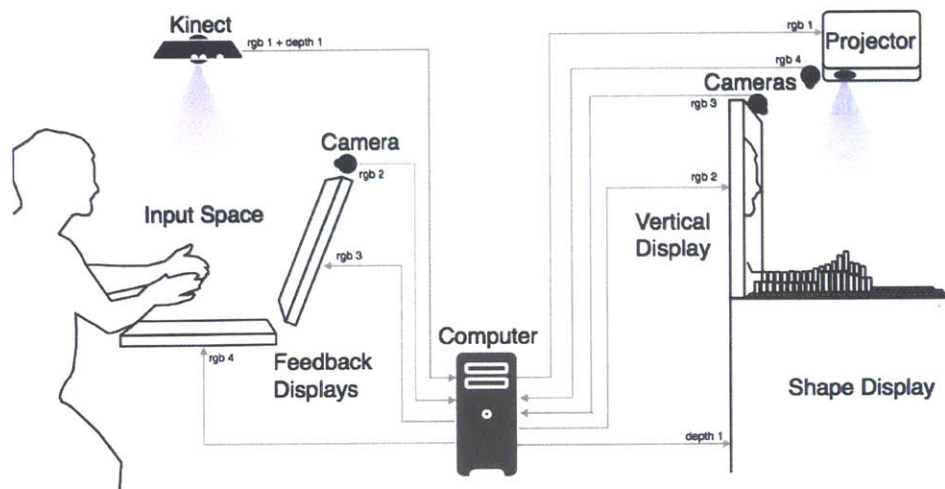 Kinect
rgb 1 + depth 1
rgb 1
Projector
rgb 4
Cameras
rgb 3
Camera
rgb 2
rgb 2
Input Space
Vertical
Display
rgb 3
Computer
rgb 4
Feedback
Displays
Shape Display
depth 1